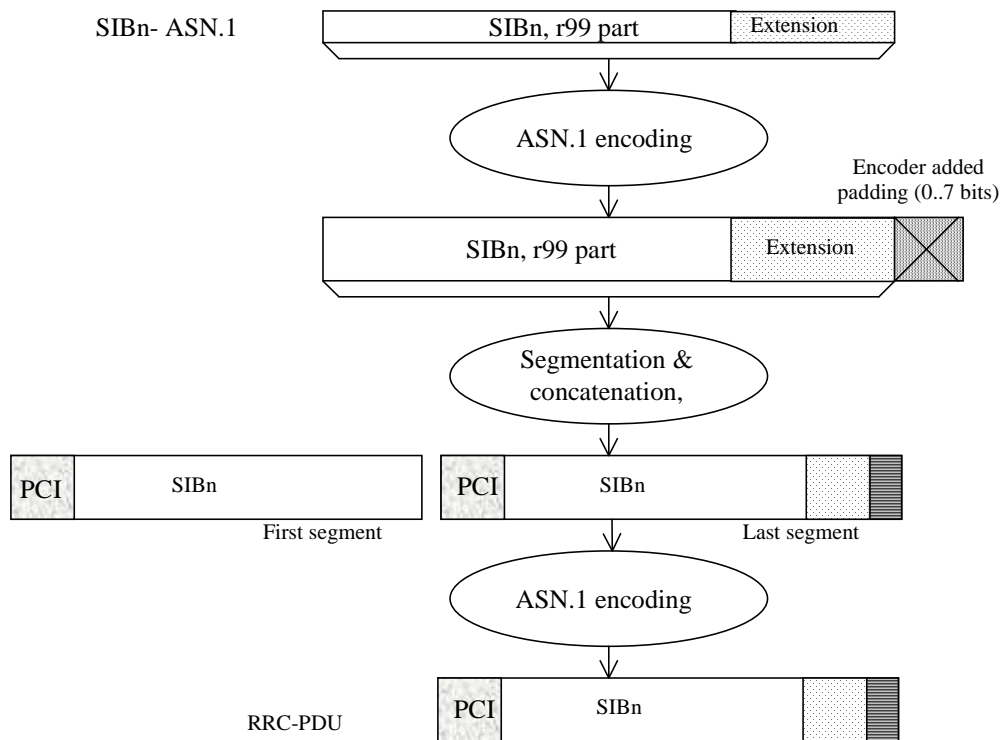 SIBn- ASN.1
SIBn, r99 part
Extension
ASN.1 encoding
Encoder added
padding (0..7 bits)
SIBn, r99 part
Extension
Segmentation &
concatenation,
PCI
SIBn
PCI
SIBn
First segment
Last segment
ASN.1 encoding
PCI
SIBn
RRC-PDU